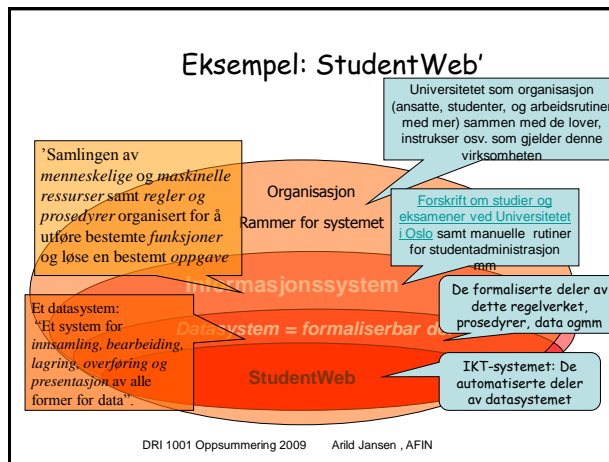 Eksempel: StudentWeb’
Universitetet som organisasjon
(ansatte, studenter, og arbeidsrutiner
med mer) sammen med de lover,
instrukser osv. som gjelder denne
virksomheten
’Samlingen av
menneskelige og maskinelle
ressurser samt regler og
prosedyrer organisert for å
utføre bestemte funksjoner
og løse en bestemt oppgave
Organisasjon
Rammer for systemet
Forskrift om studier og
eksamener ved Universitetet
i Oslo samt manuelle rutiner
for studentadministrasjon
mm
Informasjonssystem
De formaliserte deler av
dette regelverket,
prosedyrer, data ogmm
Et datasystem:
“Et system for
innsamling, bearbeiding,
lagring, overføring og
presentasjon av alle
former for data”.
Datasystem = formaliserbar
StudentWeb
IKT-systemet: De
automatiserte deler
av datasystemet
DRI 1001 Oppsummering 2009 Arild Jansen , AFIN